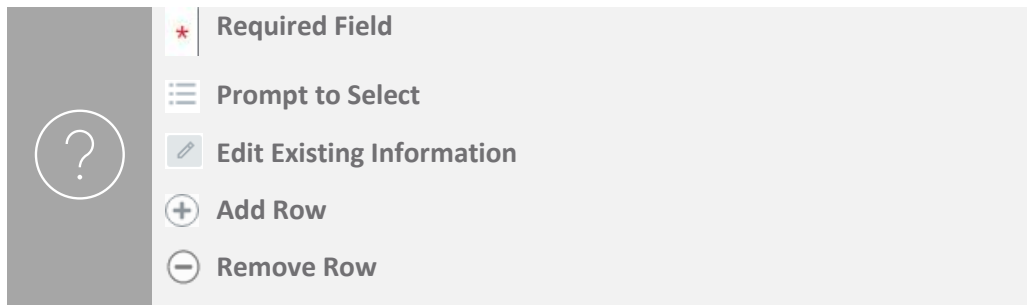 * Required Field
Prompt to Select
? Edit Existing Information
Add Row
Remove Row